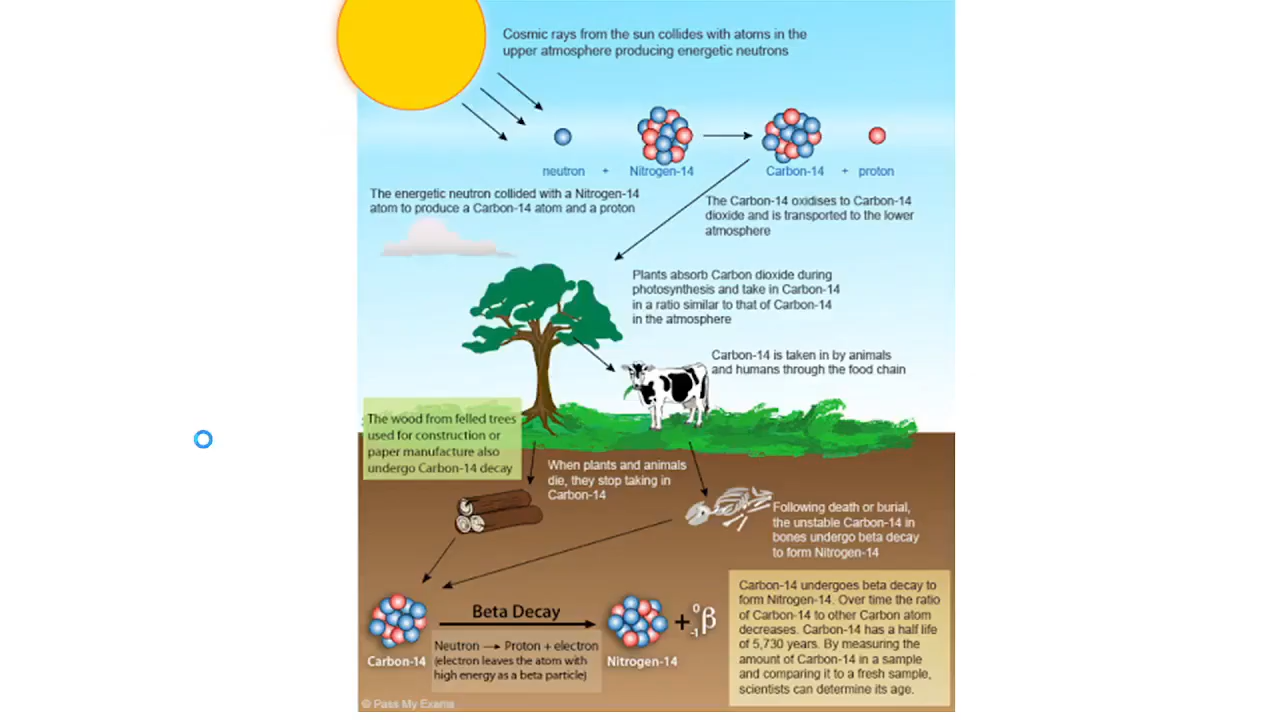 Cosmic rays from the sun collides with atoms in the
upper atmosphere producing energetic neutrons
neutron + Nitrogen-14
Carbon-14 + proton
The energetic neutron collided with a Nitrogen-14
atom to produce a Carbon-14 atom and a proton
The Carbon-14 oxidises to Carbon-14
dioxide and is transported to the lower
atmosphere
Plants absorb Carbon dioxide during
photosynthesis and take in Carbon-14
in a ratio similar to that of Carbon-14
in the atmosphere
Carbon-14 is taken in by animals
and humans through the food chain
The wood from felled trees
used for construction or
paper manufacture also
undergo Carbon-14 decay
When plants and animals
die, they stop taking in
Carbon-14
Following death or burial,
the unstable Carbon-14 in
bones undergo beta decay
to form Nitrogen-14
Beta Decay
Neutron → Proton + electron
(electron leaves the atom with
high energy as a beta particle)
Carbon-14
Nitrogen-14
+ 0 -1 β
Carbon-14 undergoes beta decay to
form Nitrogen-14. Over time the ratio
of Carbon-14 to other Carbon atom
decreases. Carbon-14 has a half life
of 5,730 years. By measuring the
amount of Carbon-14 in a sample
and comparing it to a fresh sample,
scientists can determine its age.
© Pass My Exams